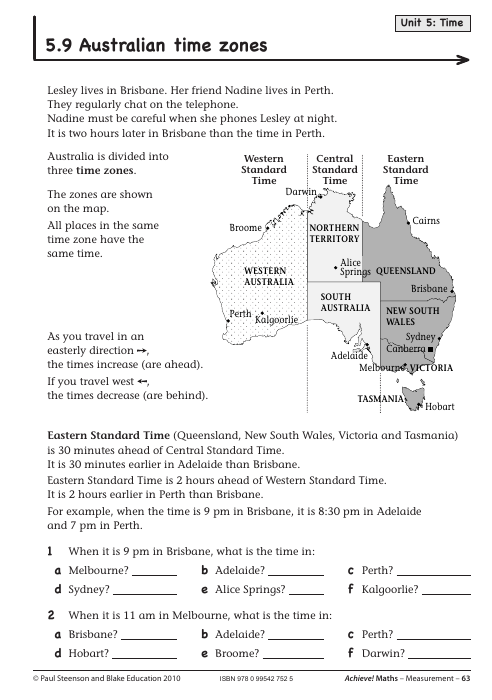 Unit 5: Time
5.9 Australian time zones
Lesley lives in Brisbane. Her friend Nadine lives in Perth.
They regularly chat on the telephone.
Nadine must be careful when she phones Lesley at night.
It is two hours later in Brisbane than the time in Perth.
Australia is divided into
three time zones.
The zones are shown
on the map.
All places in the same
time zone have the
same time.
As you travel in an
easterly direction →,
the times increase (are ahead).
If you travel west ←,
the times decrease (are behind).
Western
Standard
Time
Central
Standard
Time
Eastern
Standard
Time
Darwin
Cairns
Broome
NORTHERN
TERRITORY
Alice
Springs
QUEENSLAND
WESTERN
AUSTRALIA
Brisbane
SOUTH
AUSTRALIA
NEW SOUTH
WALES
Perth
Kalgoorlie
Sydney
Canberra
Adelaide
Melbourne
VICTORIA
TASMANIA
Hobart
Eastern Standard Time (Queensland, New South Wales, Victoria and Tasmania)
is 30 minutes ahead of Central Standard Time.
It is 30 minutes earlier in Adelaide than Brisbane.
Eastern Standard Time is 2 hours ahead of Western Standard Time.
It is 2 hours earlier in Perth than Brisbane.
For example, when the time is 9 pm in Brisbane, it is 8:30 pm in Adelaide
and 7 pm in Perth.
1 When it is 9 pm in Brisbane, what is the time in:
a Melbourne? ________ b Adelaide? ________ c Perth? ________
d Sydney? ________ e Alice Springs? ________ f Kalgoorlie? ________
2 When it is 11 am in Melbourne, what is the time in:
a Brisbane? ________ b Adelaide? ________ c Perth? ________
d Hobart? ________ e Broome? ________ f Darwin? ________
© Paul Steenson and Blake Education 2010 ISBN 978 0 99542 752 5 Achieve! Maths – Measurement – 63